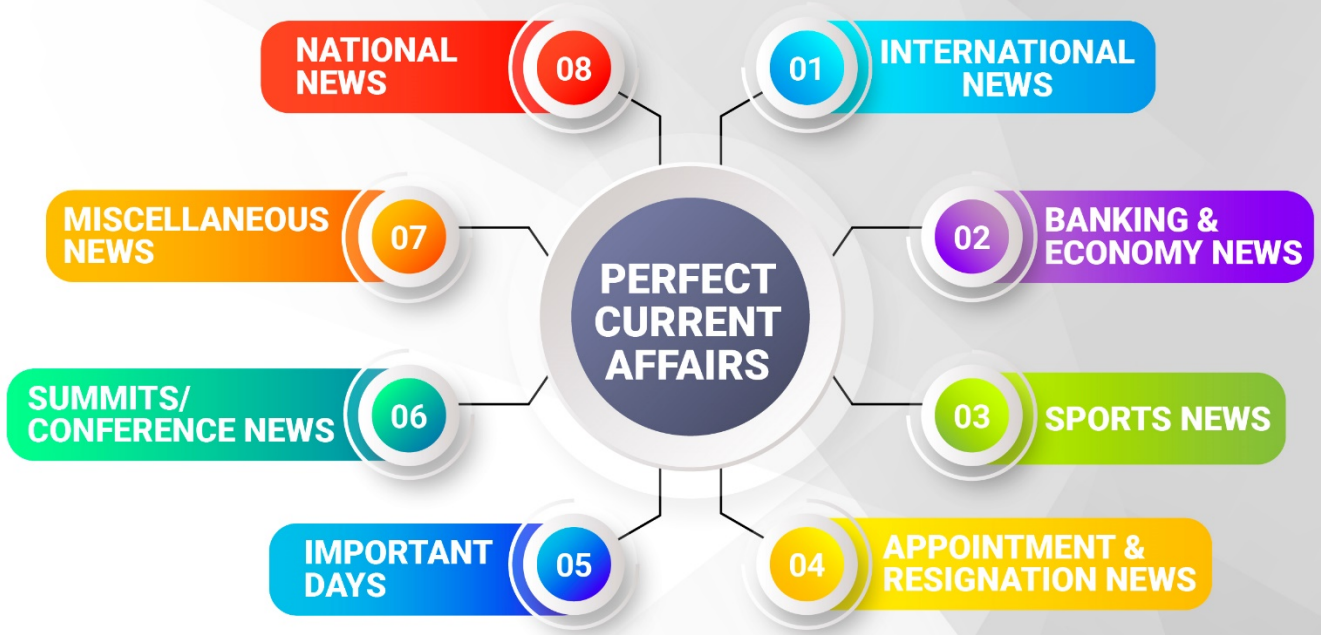 NATIONAL
NEWS
08
01
INTERNATIONAL
NEWS
MISCELLANEOUS
NEWS
07
02
BANKING &
ECONOMY NEWS
PERFECT
CURRENT
AFFAIRS
SUMMITS/
CONFERENCE NEWS
06
03
SPORTS NEWS
IMPORTANT
DAYS
05
04
APPOINTMENT &
RESIGNATION NEWS